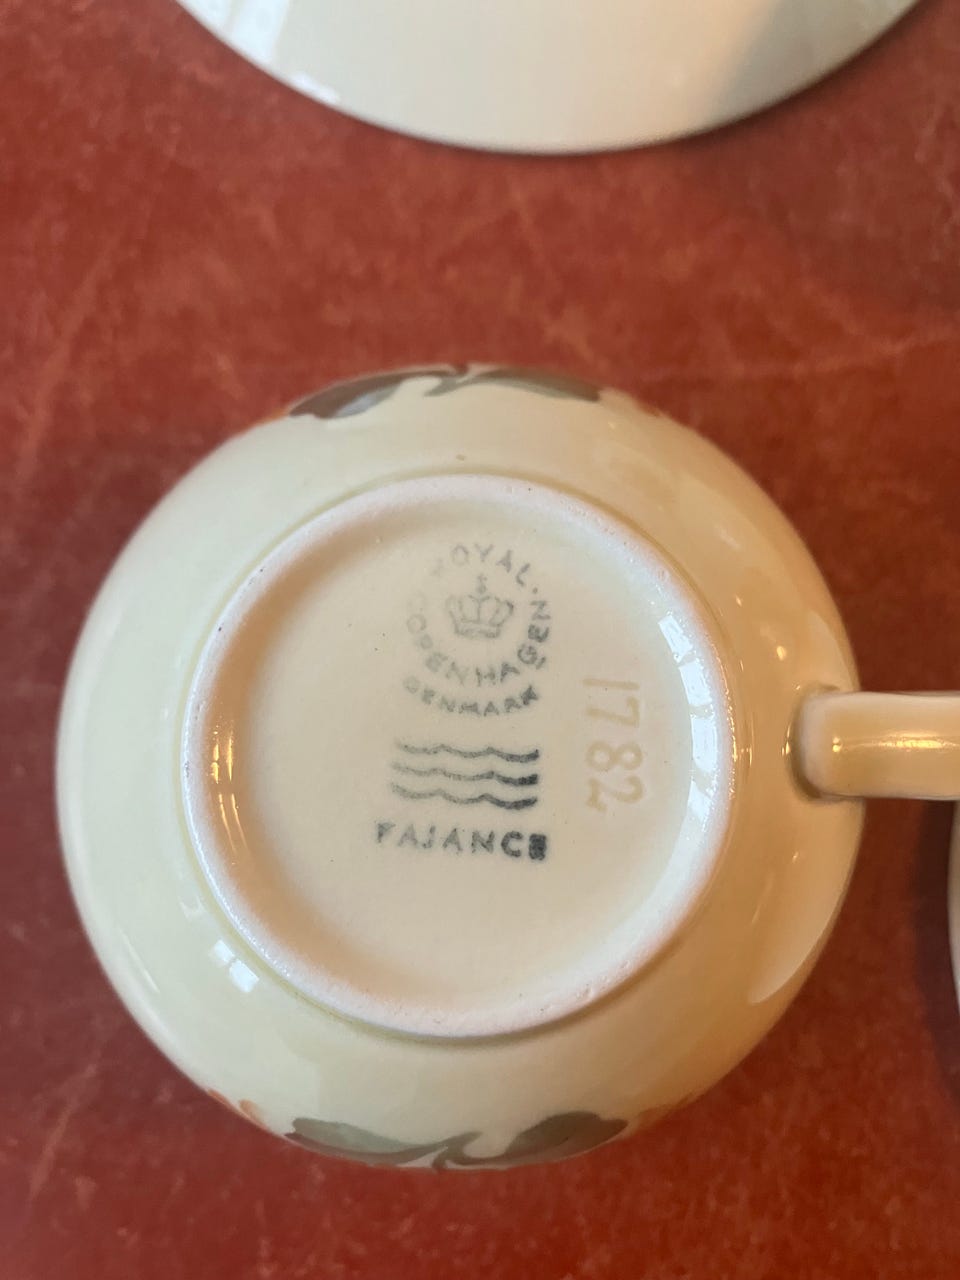 ROYAL.
COPENHAGEN
DENMARK
FAJANCE
1782